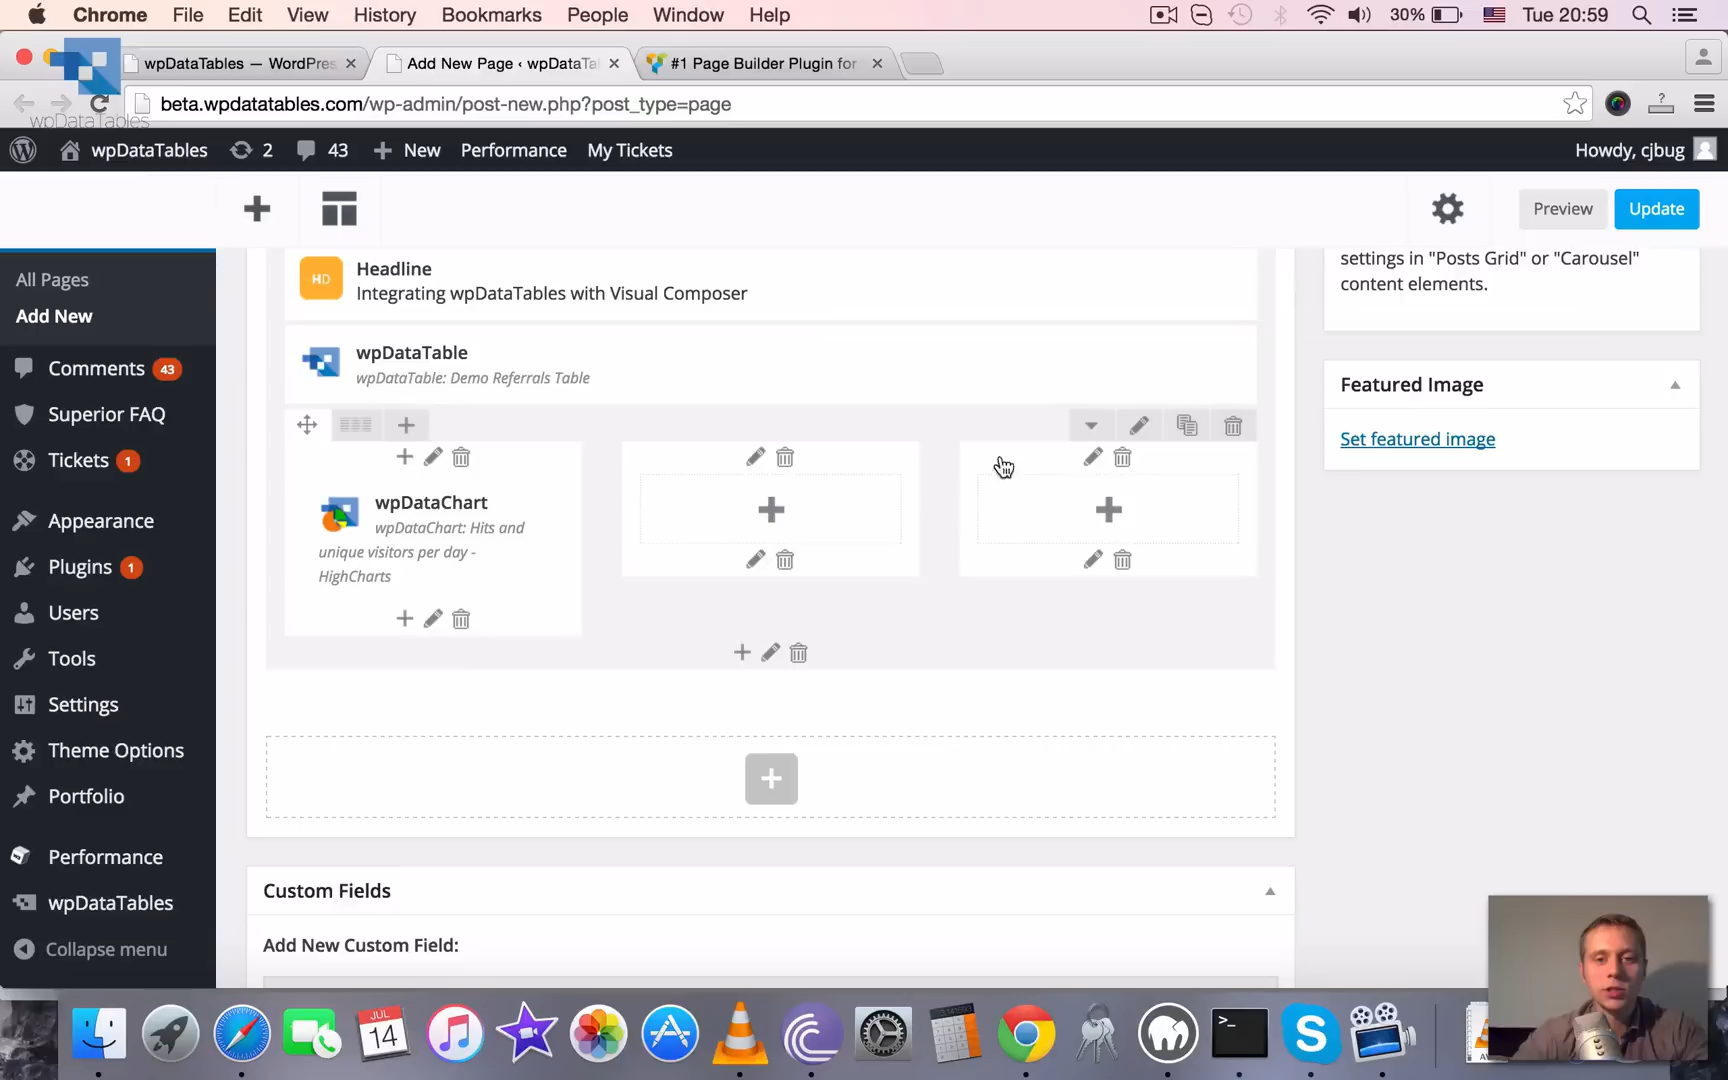 Chrome File Edit View History Bookmarks People Window Help 30% Tue 20:59
wpDataTables — WordPres
Add New Page ‹ wpDataTa
#1 Page Builder Plugin for
beta.wpdatatables.com/wp-admin/post-new.php?post_type=page
wpDataTables
wpDataTables 2 43 New Performance My Tickets Howdy, cjbug
Preview Update
All Pages
Add New
Comments 43
Superior FAQ
Tickets 1
Appearance
Plugins 1
Users
Tools
Settings
Theme Options
Portfolio
Performance
wpDataTables
Collapse menu
HD
Headline
Integrating wpDataTables with Visual Composer
wpDataTable
wpDataTable: Demo Referrals Table
wpDataChart
wpDataChart: Hits and
unique visitors per day -
HighCharts
Custom Fields
Add New Custom Field:
settings in "Posts Grid" or "Carousel"
content elements.
Featured Image
Set featured image
JUL
14